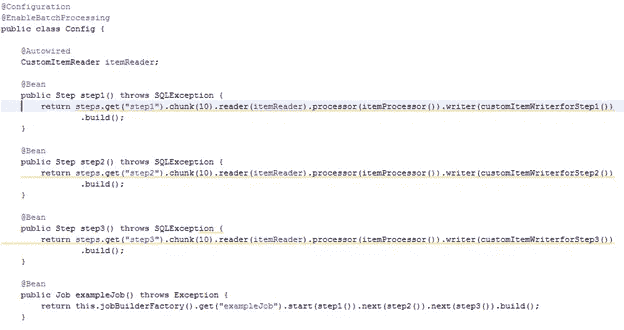 @Configuration
@EnableBatchProcessing
public class Config {
@Autowired
CustomItemReader itemReader;
@Bean
public Step step1() throws SQLException {
return steps.get("step1").chunk(10).reader(itemReader).processor(itemProcessor()).writer(customItemWriterforStep1())
.build();
}
@Bean
public Step step2() throws SQLException {
return steps.get("step2").chunk(10).reader(itemReader).processor(itemProcessor()).writer(customItemWriterforStep2())
.build();
}
@Bean
public Step step3() throws SQLException {
return steps.get("step3").chunk(10).reader(itemReader).processor(itemProcessor()).writer(customItemWriterforStep3())
.build();
}
@Bean
public Job exampleJob() throws Exception {
return this.jobBuilderFactory().get("exampleJob").start(step1()).next(step2()).next(step3()).build();
}